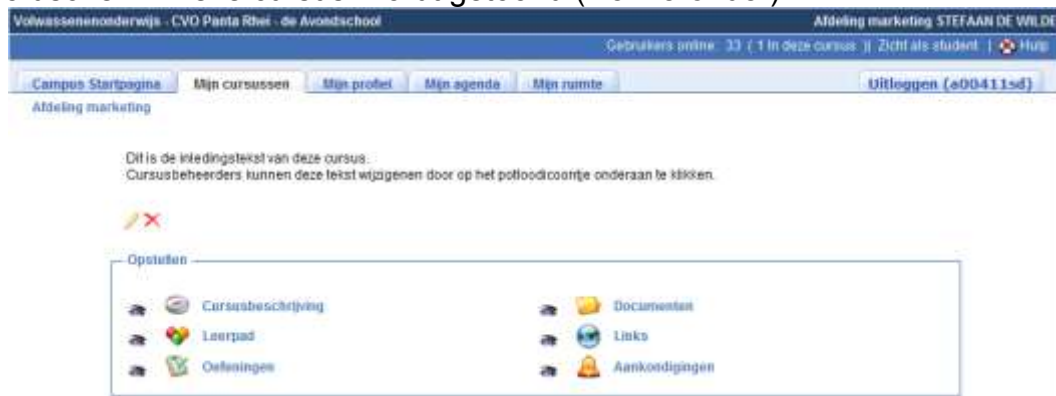 Volwassenenonderwijs - CVO Panta Rhei - de Avondschool
Afdeling marketing STEFAAN DE WILDE
Gebruikers online: 33 ( 1 in deze cursus )| Zicht als student | Hulp
Campus Startpagina Mijn cursussen Mijn profiel Mijn agenda Mijn ruimte Uitloggen (a00411sd)
Afdeling marketing
Dit is de inleidingstekst van deze cursus.
Cursusbeheerders kunnen deze tekst wijzigenen door op het potloodicoontje onderaan te klikken.
Opstellen
Cursusbeschrijving
Documenten
Leerpad
Links
Oefeningen
Aankondigingen